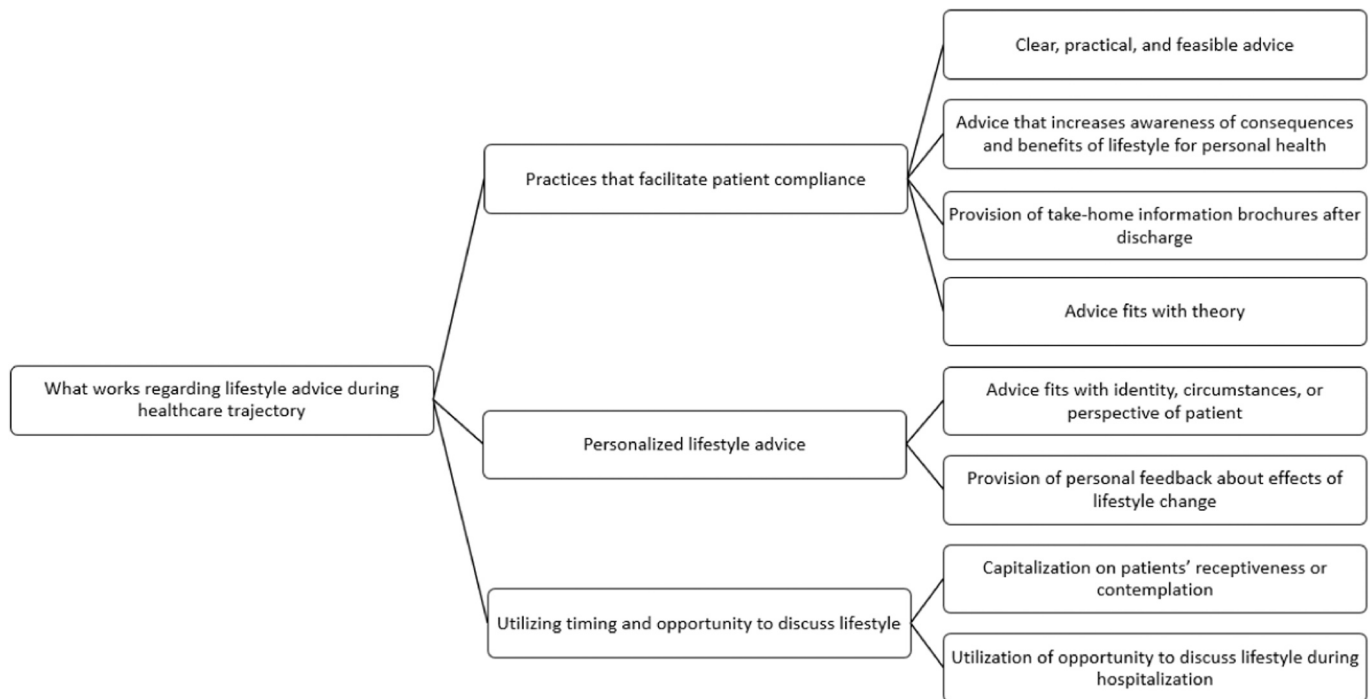 Clear, practical, and feasible advice
Advice that increases awareness of consequences
and benefits of lifestyle for personal health
Practices that facilitate patient compliance
Provision of take-home information brochures after
discharge
Advice fits with theory
What works regarding lifestyle advice during
healthcare trajectory
Advice fits with identity, circumstances, or
perspective of patient
Personalized lifestyle advice
Provision of personal feedback about effects of
lifestyle change
Capitalization on patients’ receptiveness or
contemplation
Utilizing timing and opportunity to discuss lifestyle
Utilization of opportunity to discuss lifestyle during
hospitalization